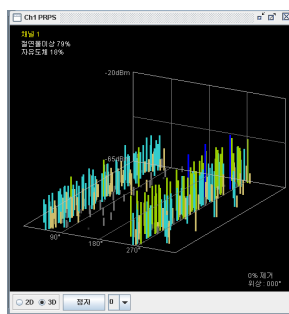 Ch1 PRPS
채널 1
절연물이상 79%
자유도체 18%
-20dBm
-65dBm
90°
180°
270°
0% 제거
위상 : 000°
2D
3D
정지
0